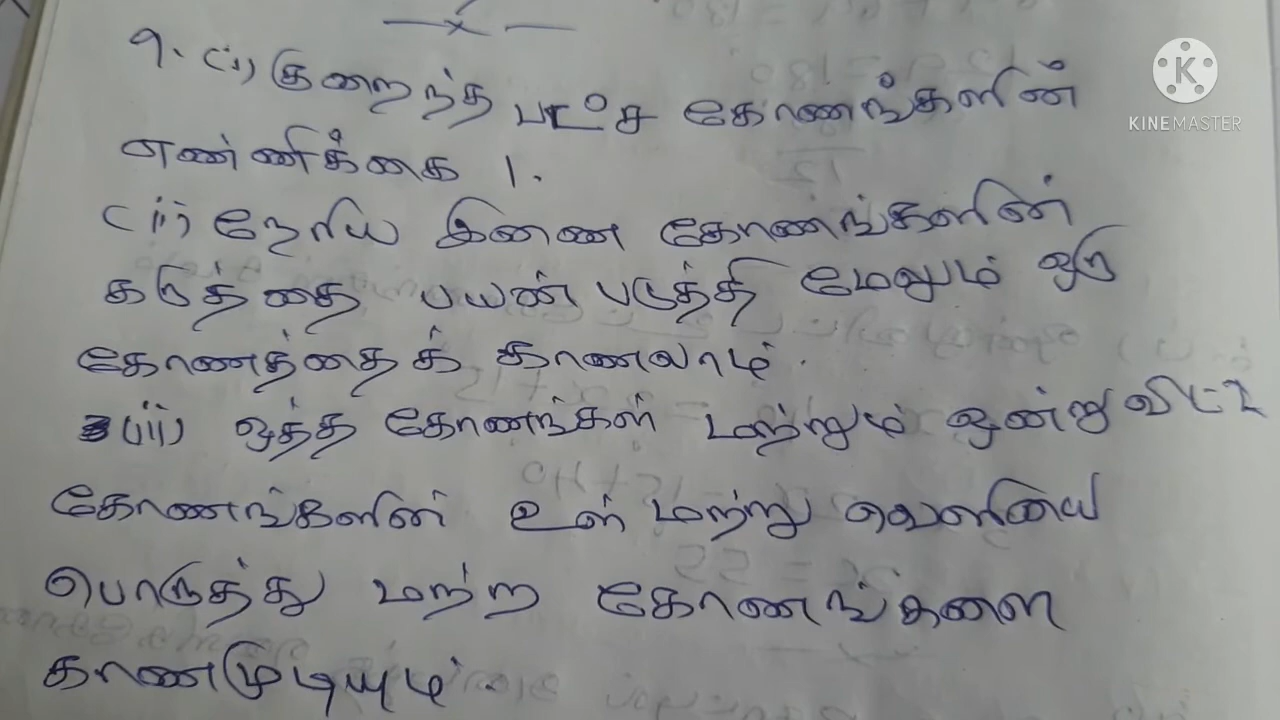 9. (i) குறைந்த பட்ச கோணங்களின்
எண்ணிக்கை 1.
(ii) நேரிய இணை கோணங்களின்
கருத்தை பயன் படுத்தி மேலும் ஒரு
கோணத்தைக் காணலாம்.
(iii) ஒத்த கோணங்கள் மற்றும் ஒன்றுவிட்ட
கோணங்களின் உள் மற்று வெளியை
பொருத்து மற்ற கோணங்களை
காணமுடியும்.
KINEMASTER